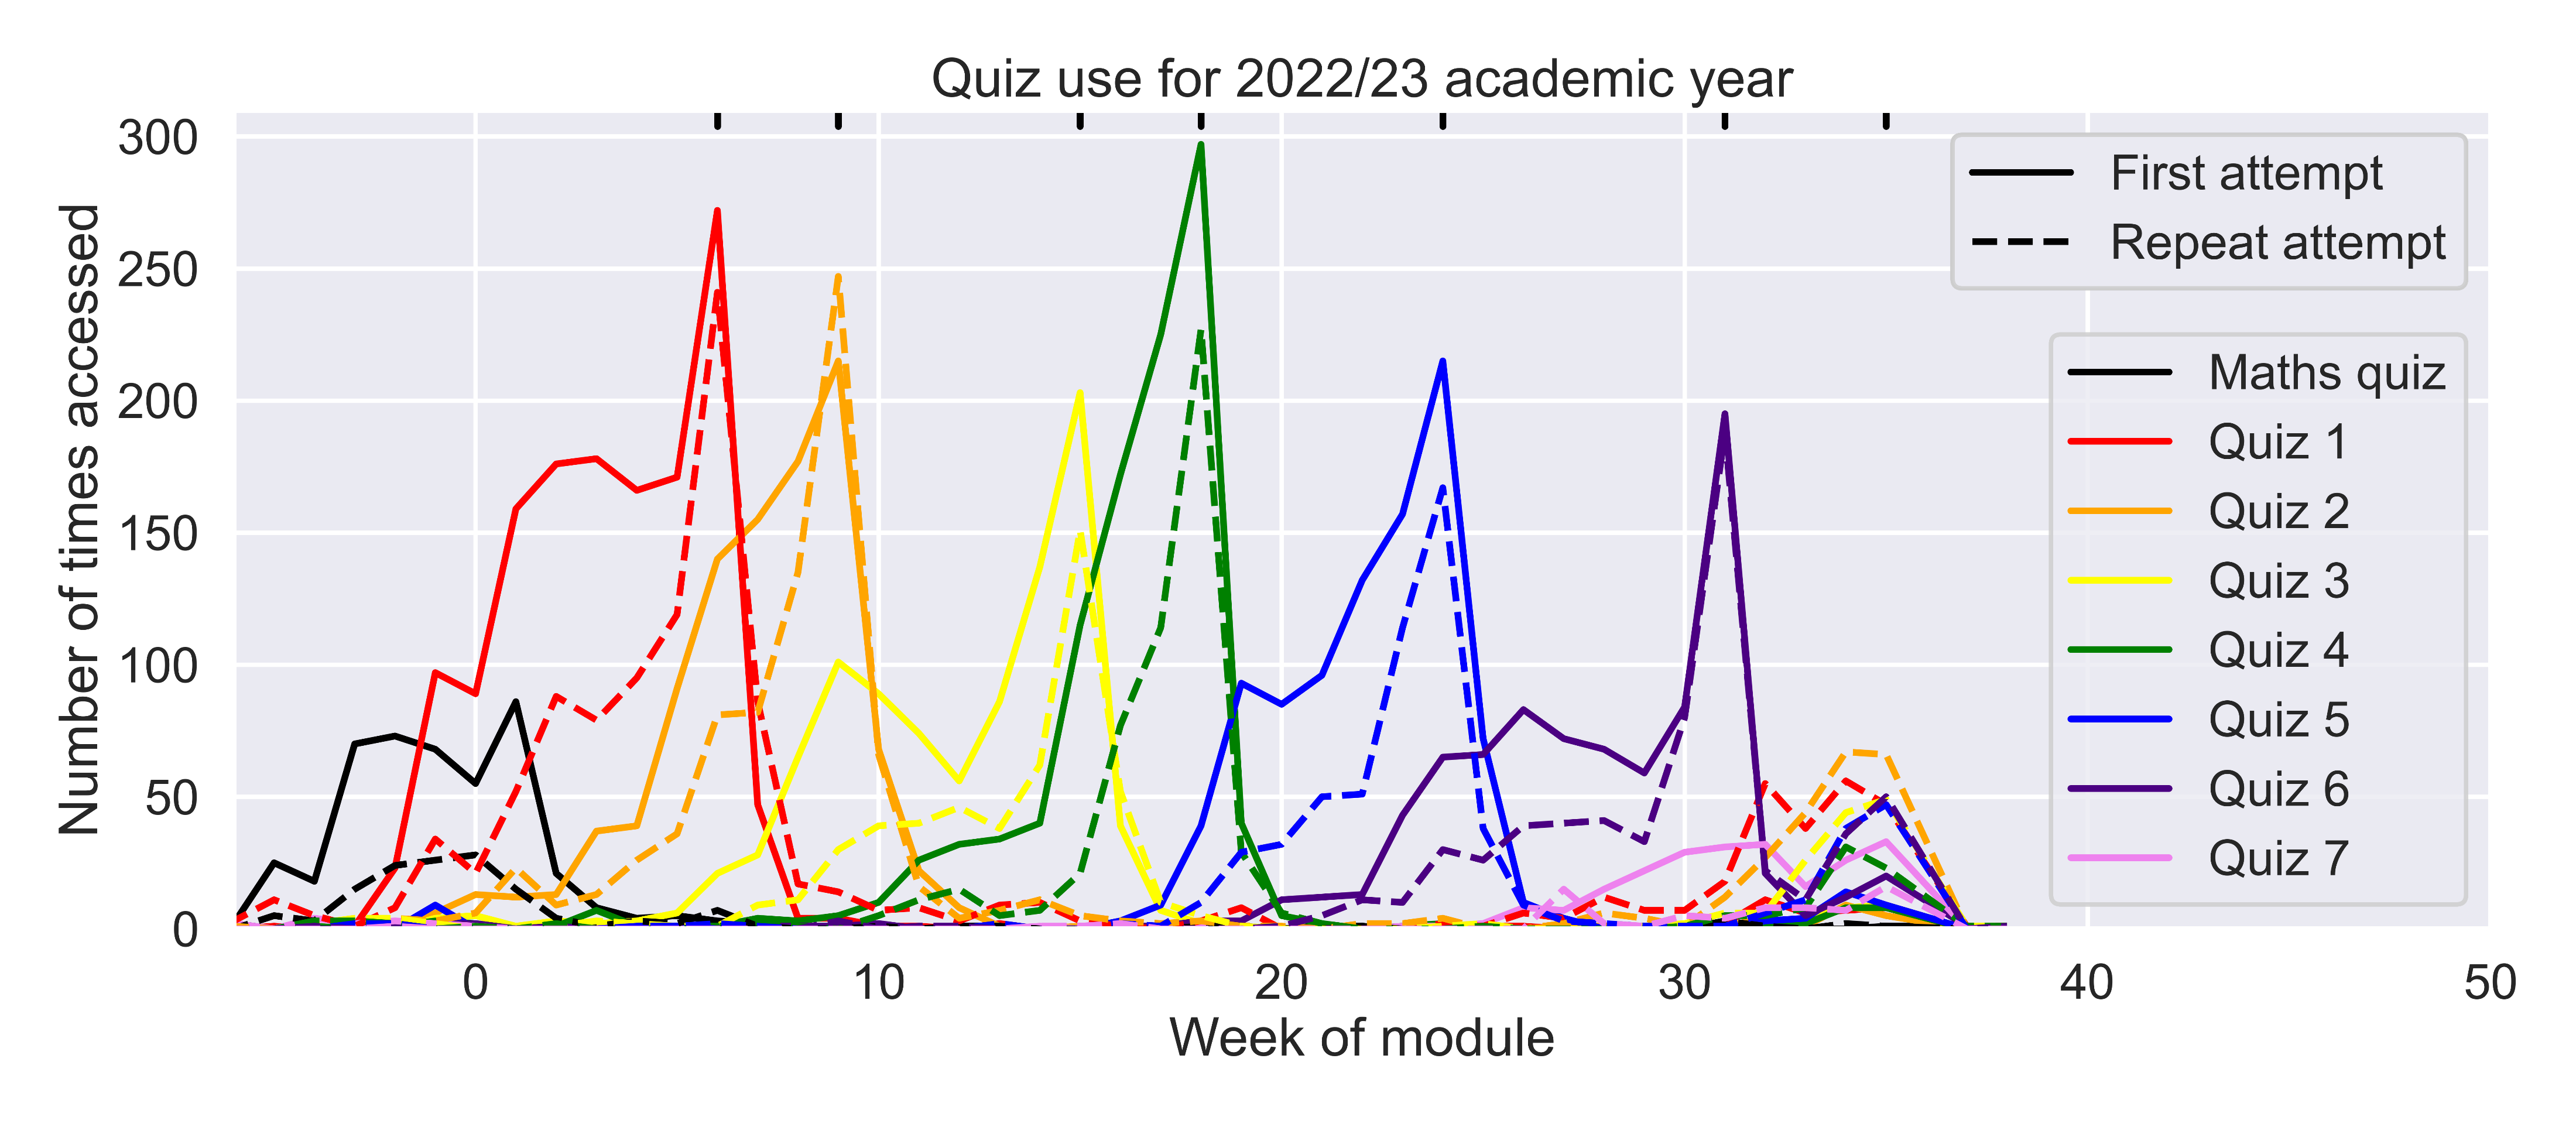 Quiz use for 2022/23 academic year
Number of times accessed
300
250
200
150
100
50
0
First attempt
Repeat attempt
Maths quiz
Quiz 1
Quiz 2
Quiz 3
Quiz 4
Quiz 5
Quiz 6
Quiz 7
0 10 20 30 40 50
Week of module